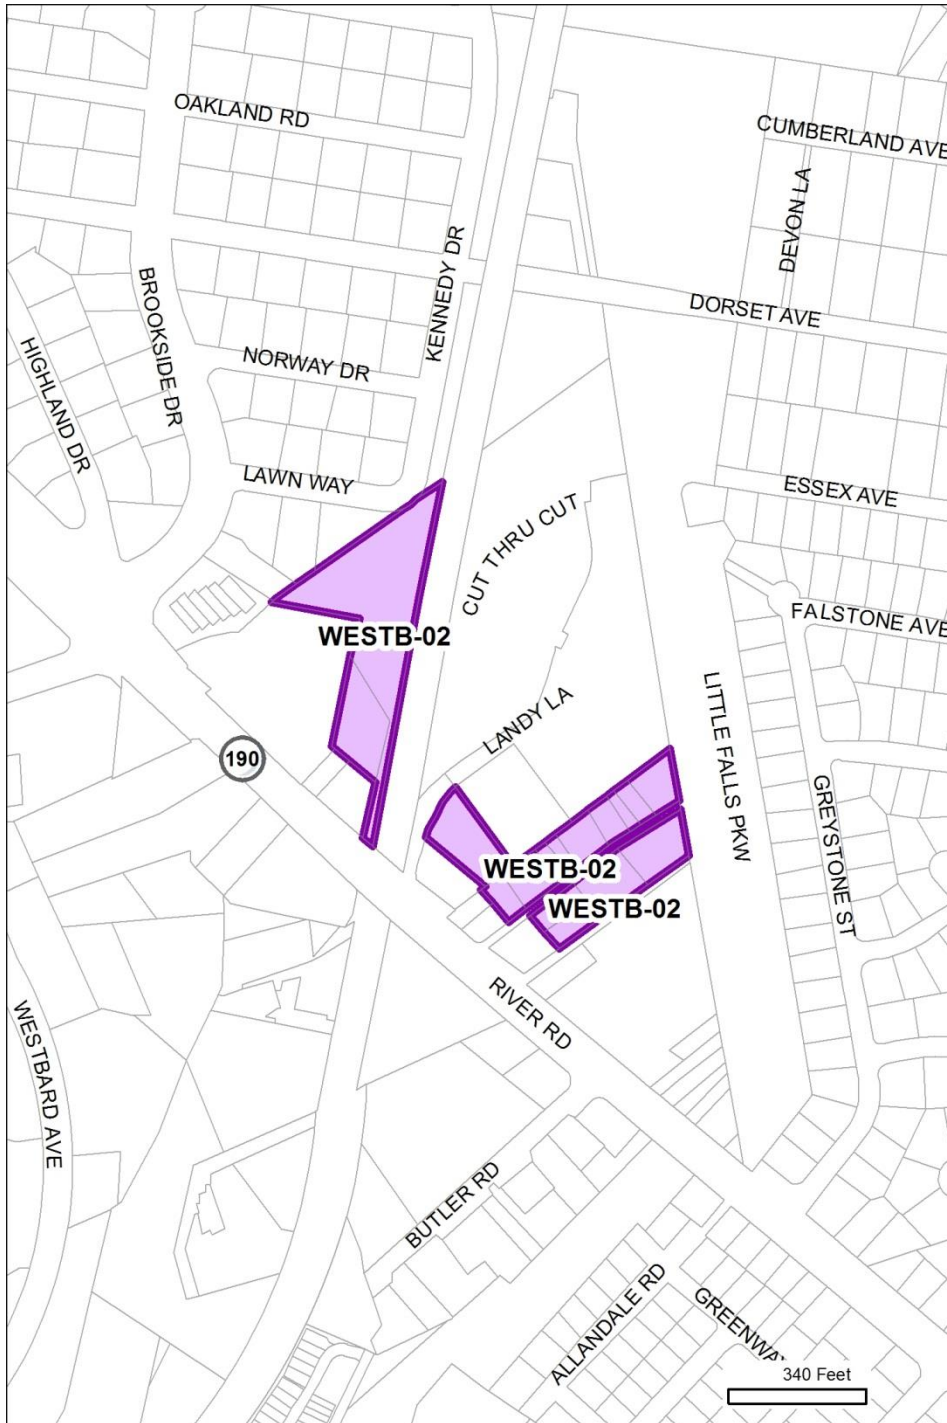 OAKLAND RD
CUMBERLAND AVE
DEVON LA
KENNEDY DR
BROOKSIDE DR
DORSET AVE
HIGHLAND DR
NORWAY DR
LAWN WAY
ESSEX AVE
CUT THRU CUT
FALSTONE AVE
WESTB-02
LANDY LA
LITTLE FALLS PKW
190
GREYSTONE ST
WESTB-02
WESTB-02
RIVER RD
WESTBARD AVE
BUTLER RD
ALLANDALE RD
GREENWAY
340 Feet